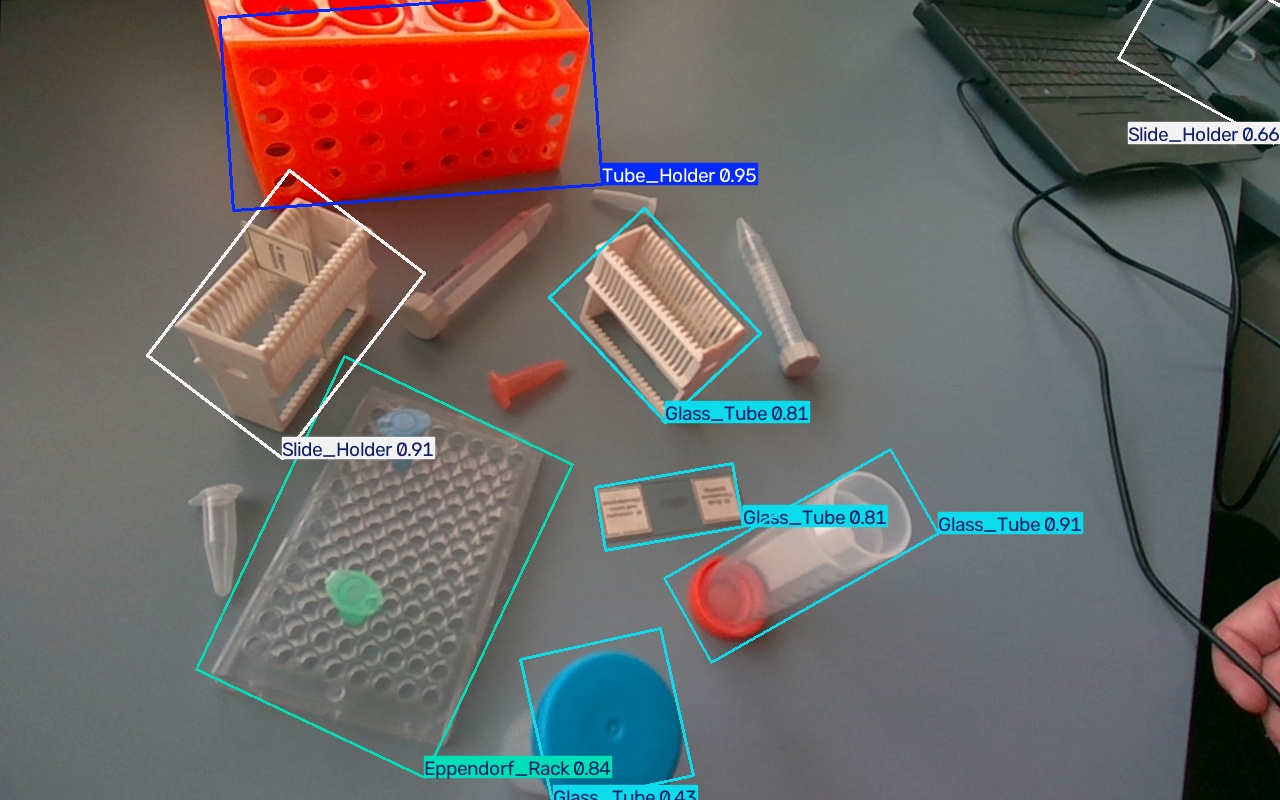 Slide_Holder 0.66
Tube_Holder 0.95
Glass_Tube 0.81
Slide_Holder 0.91
Glass_Tube 0.81
Glass_Tube 0.91
Eppendorf_Rack 0.84
Glass_Tube 0.43